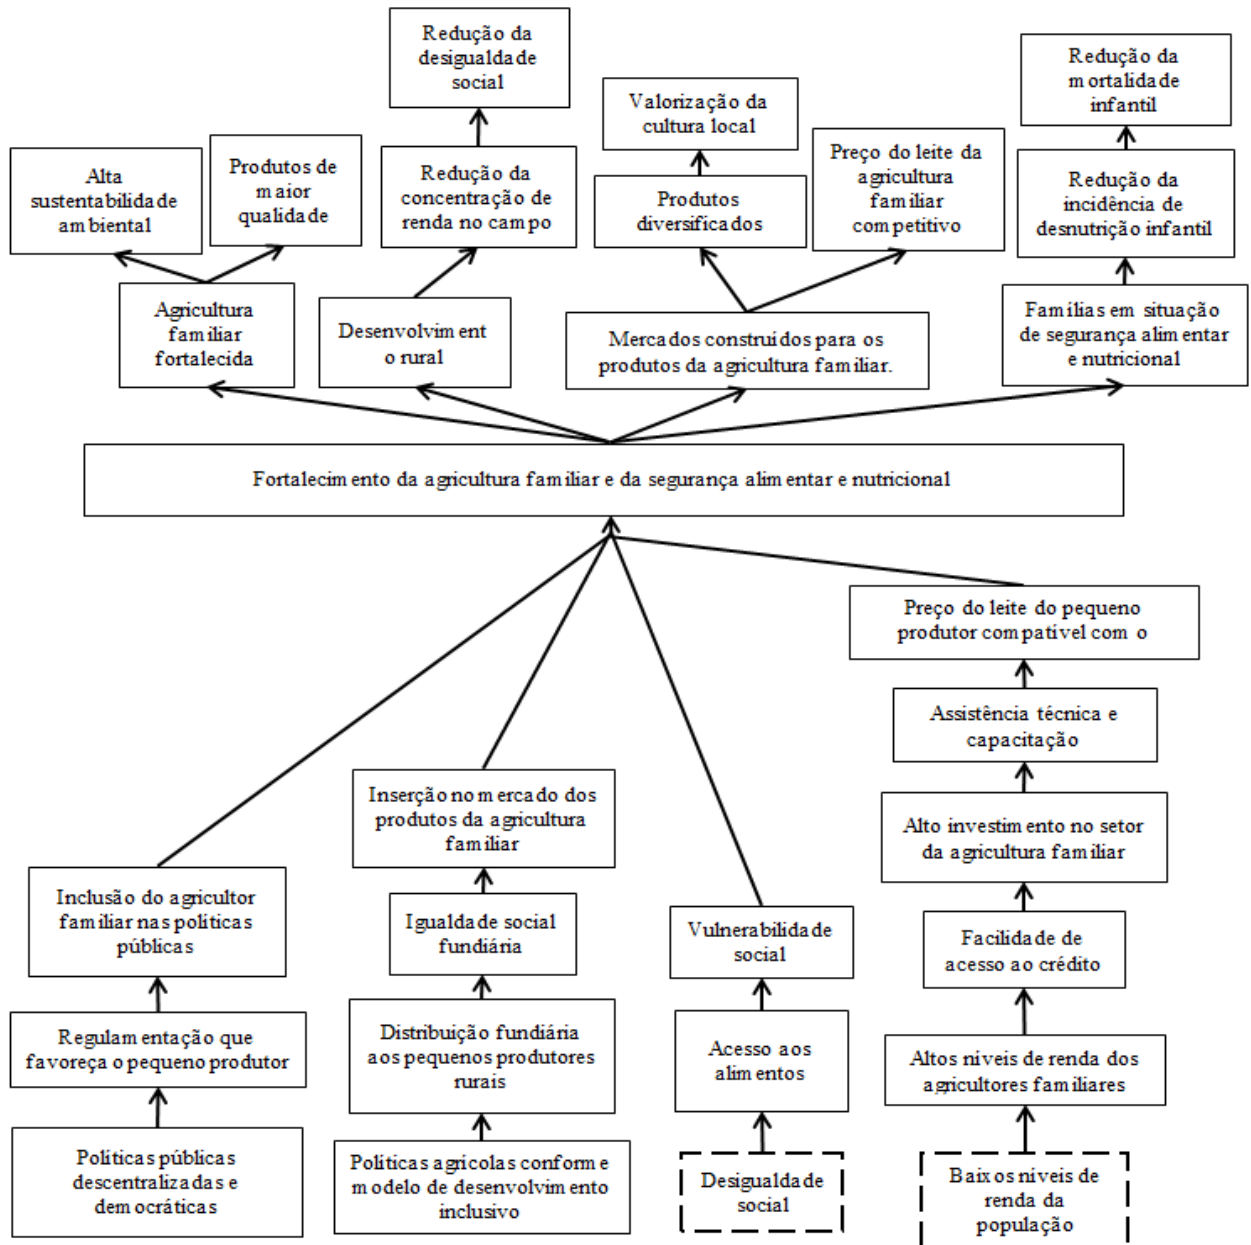 Redução da
desigualdade
social
Redução da
mortalidade
infantil
Valorização da
cultura local
Alta
sustentabilidade
ambiental
Produtos de
maior
qualidade
Redução da
concentração de
renda no campo
Produtos
diversificados
Preço do leite da
agricultura
familiar
competitivo
Redução da
incidência de
desnutrição infantil
Agricultura
familiar
fortalecida
Desenvolviment
o rural
Mercados construídos para os
produtos da agricultura familiar.
Famílias em situação
de segurança alimentar
e nutricional
Fortalecimento da agricultura familiar e da segurança alimentar e nutricional
Preço do leite do pequeno
produtor compatível com o
Assistência técnica e
capacitação
Inserção no mercado dos
produtos da agricultura
familiar
Alto investimento no setor
da agricultura familiar
Inclusão do agricultor
familiar nas políticas
públicas
Igualdade social
fundiária
Vulnerabilidade
social
Facilidade de
acesso ao crédito
Regulamentação que
favoreça o pequeno produtor
Distribuição fundiária
aos pequenos produtores
rurais
Acesso aos
alimentos
Altos níveis de renda dos
agricultores familiares
Políticas públicas
descentralizadas e
democráticas
Políticas agrícolas conforme
modelo de desenvolvimento
inclusivo
Desigualdade
social
Baixos níveis de
renda da
população